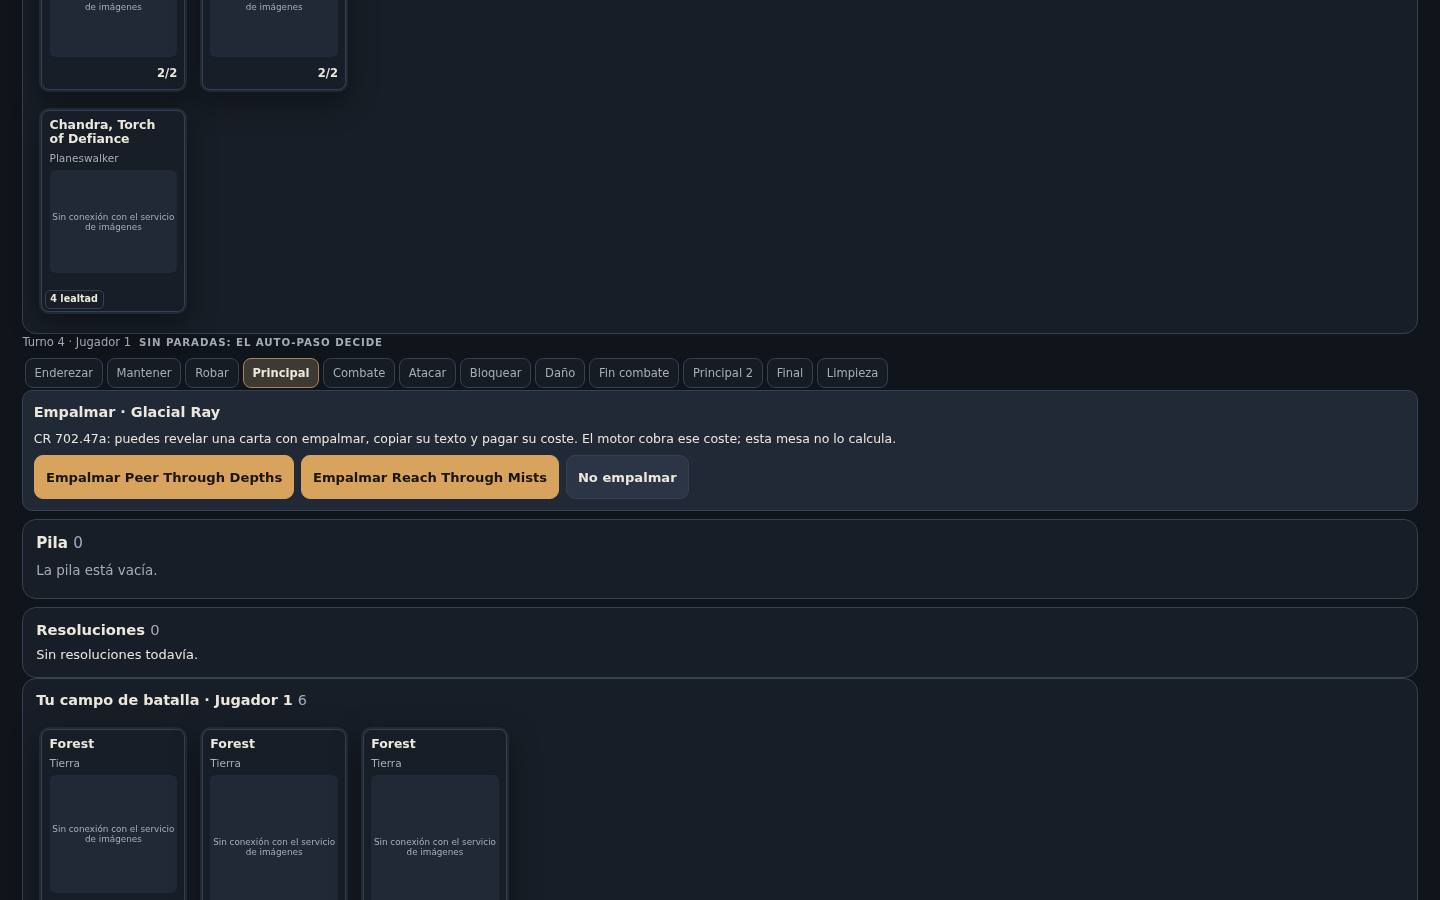 de imágenes
de imágenes
2/2
2/2
Chandra, Torch
of Defiance
Planeswalker
Sin conexión con el servicio
de imágenes
4 lealtad
Turno 4 · Jugador 1 SIN PARADAS: EL AUTO-PASO DECIDE
Enderezar Mantener Robar Principal Combate Atacar Bloquear Daño Fin combate Principal 2 Final Limpieza
Empalmar · Glacial Ray
CR 702.47a: puedes revelar una carta con empalmar, copiar su texto y pagar su coste. El motor cobra ese coste; esta mesa no lo calcula.
Empalmar Peer Through Depths Empalmar Reach Through Mists No empalmar
Pila 0
La pila está vacía.
Resoluciones 0
Sin resoluciones todavía.
Tu campo de batalla · Jugador 1 6
Forest
Tierra
Sin conexión con el servicio
de imágenes
Forest
Tierra
Sin conexión con el servicio
de imágenes
Forest
Tierra
Sin conexión con el servicio
de imágenes